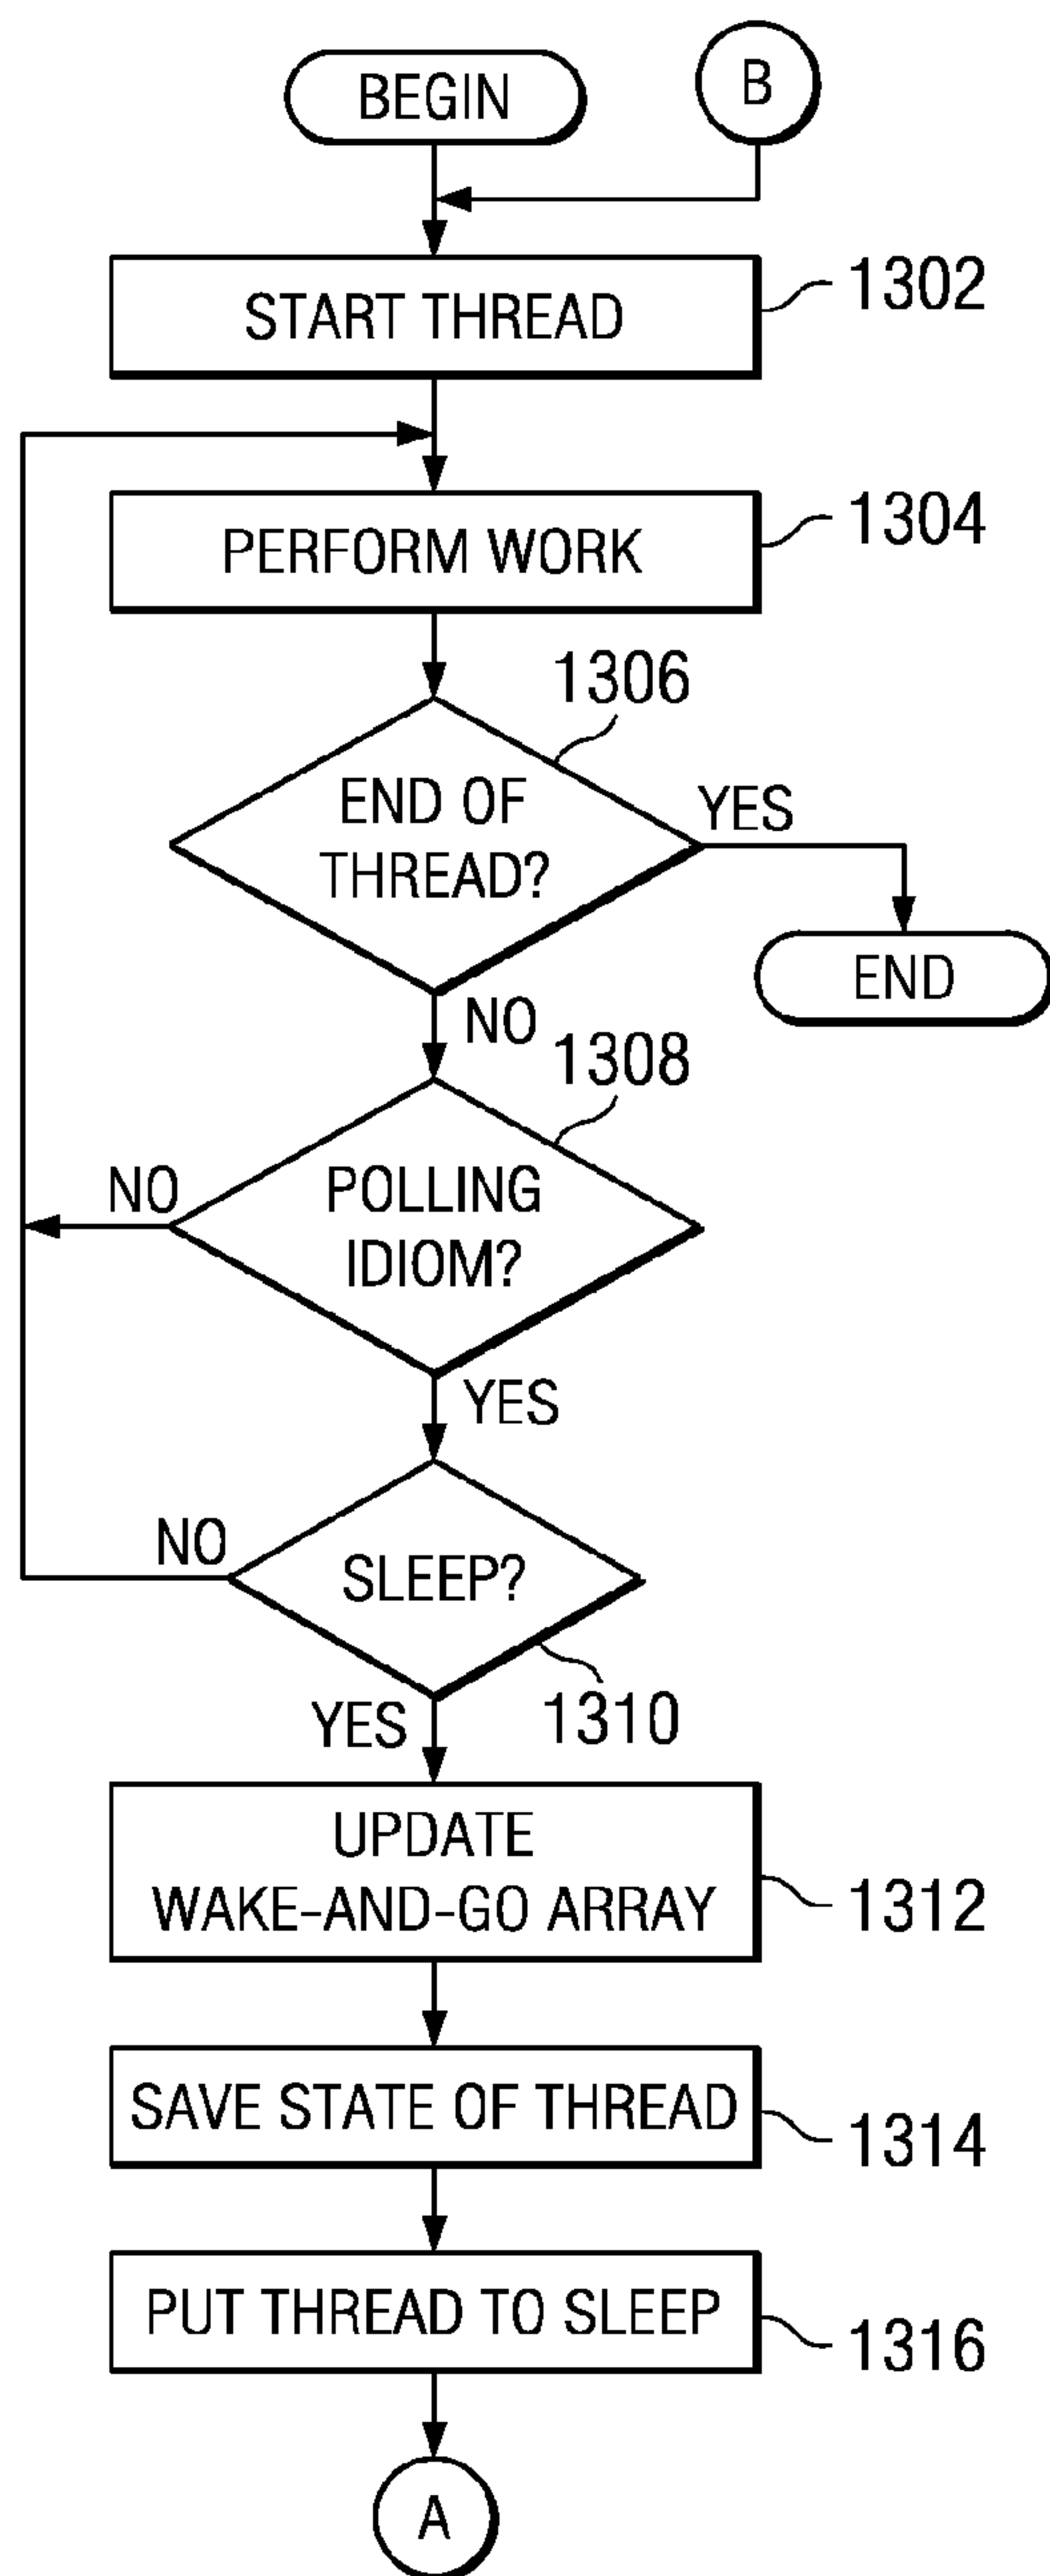 BEGIN
B
START THREAD
1302
PERFORM WORK
1304
1306
END OF
THREAD?
YES
END
NO
1308
NO
POLLING
IDIOM?
YES
NO
SLEEP?
1310
YES
UPDATE
WAKE-AND-GO ARRAY
1312
SAVE STATE OF THREAD
1314
PUT THREAD TO SLEEP
1316
A